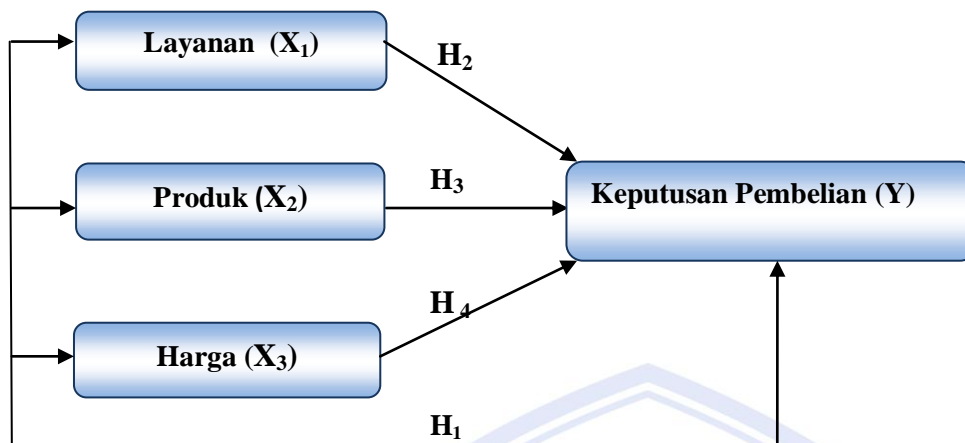 Layanan (X₁)
H₂
Produk (X₂)
H₃
Keputusan Pembelian (Y)
H₄
Harga (X₃)
H₁